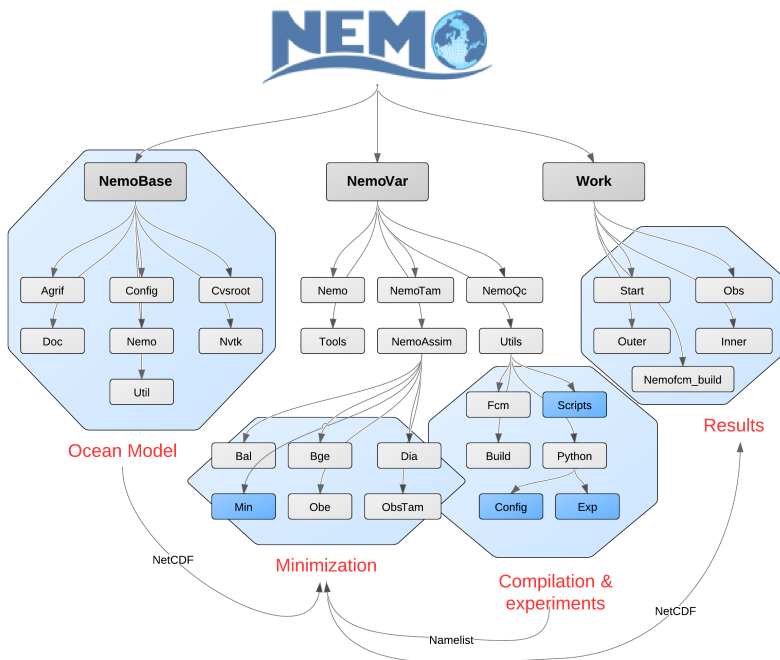 NEMO
NemoBase
NemoVar
Work
Agrif
Config
Cvsroot
Nemo
NemoTam
NemoQc
Start
Obs
Doc
Nemo
Nvtk
Tools
NemoAssim
Utils
Outer
Inner
Util
Nemofcm_build
Fcm
Scripts
Results
Ocean Model
Bal
Bge
Dia
Build
Python
Min
Obe
ObsTam
Config
Exp
NetCDF
Minimization
Compilation &
experiments
NetCDF
Namelist